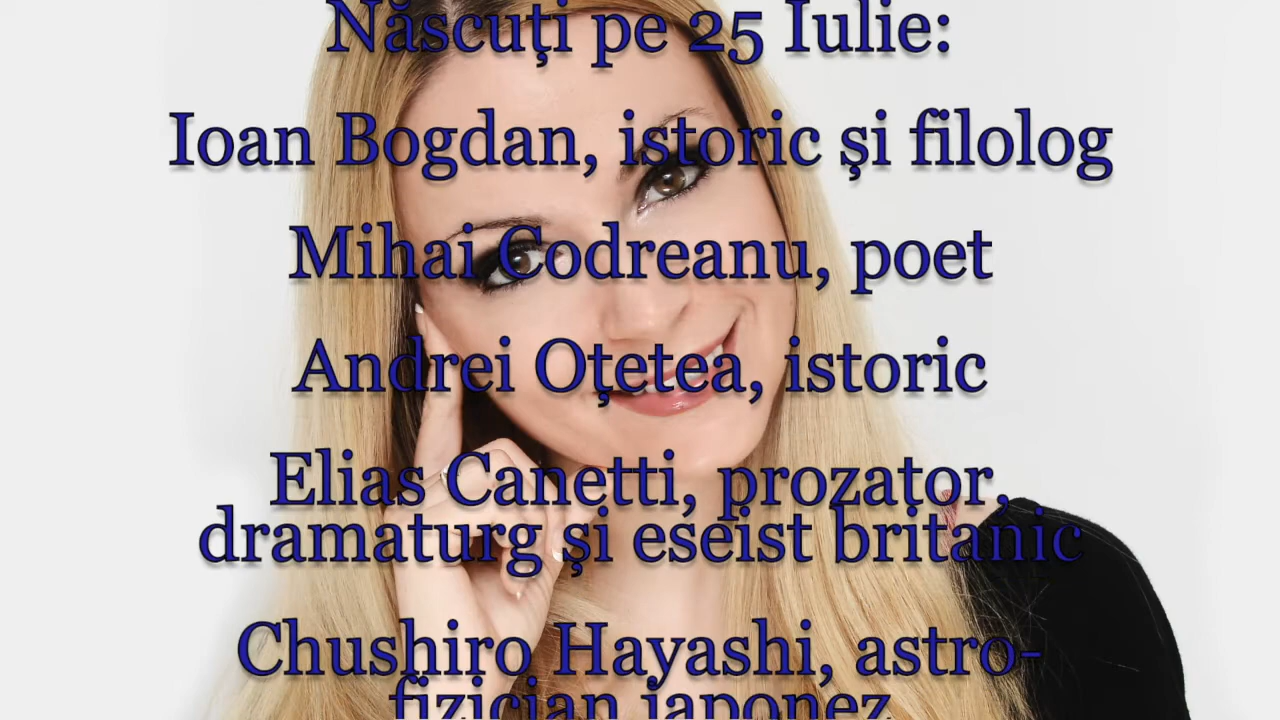 Născuți pe 25 Iulie:
Ioan Bogdan, istoric și filolog
Mihai Codreanu, poet
Andrei Oțetea, istoric
Elias Canetti, prozator,
dramaturg și eseist britanic
Chushiro Hayashi, astro-
fizician japonez